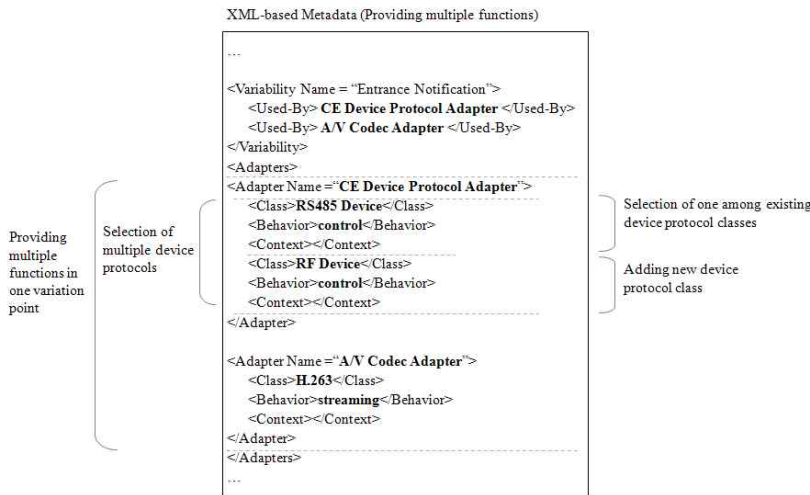 XML-based Metadata (Providing multiple functions)
...
<Variability Name = “Entrance Notification”>
<Used-By> CE Device Protocol Adapter </Used-By>
<Used-By> A/V Codec Adapter </Used-By>
</Variability>
<Adapters>
<Adapter Name =“CE Device Protocol Adapter”>
<Class>RS485 Device</Class>
<Behavior>control</Behavior>
<Context></Context>
<Class>RF Device</Class>
<Behavior>control</Behavior>
<Context></Context>
</Adapter>
<Adapter Name =“A/V Codec Adapter”>
<Class>H.263</Class>
<Behavior>streaming</Behavior>
<Context></Context>
</Adapter>
</Adapters>
...
Providing
multiple
functions in
one variation
point
Selection of
multiple device
protocols
Selection of one among existing
device protocol classes
Adding new device
protocol class